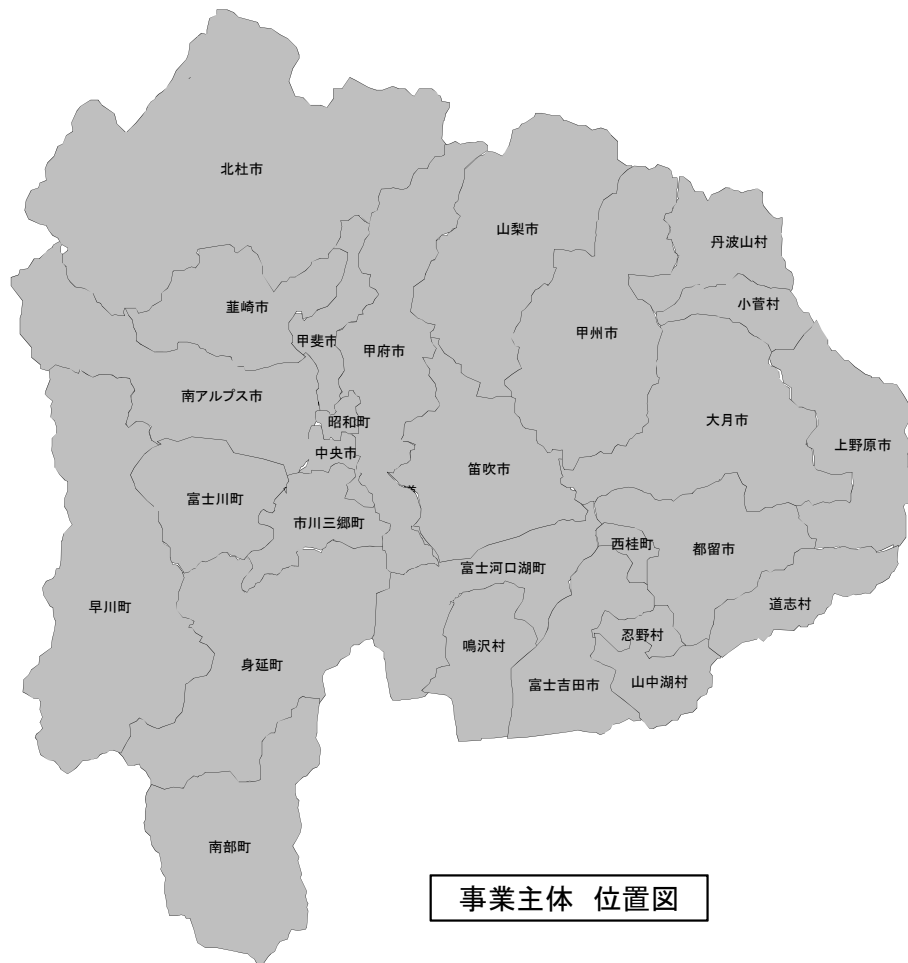 北杜市
山梨市
丹波山村
小菅村
韮崎市
甲斐市
甲府市
甲州市
南アルプス市
昭和町
大月市
上野原市
中央市
笛吹市
富士川町
市川三郷町
西桂町
都留市
富士河口湖町
早川町
道志村
忍野村
鳴沢村
身延町
富士吉田市
山中湖村
南部町
事業主体 位置図